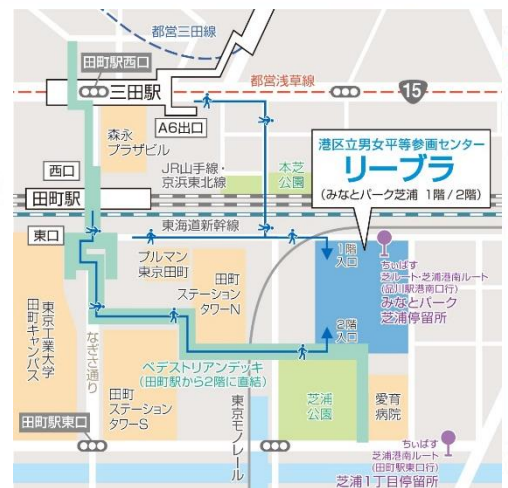 都営三田線
田町駅西口
三田駅
都営浅草線
15
A6出口
森永
プラザビル
港区立男女平等参画センター
リーブラ
(みなとパーク芝浦 1階/2階)
JR山手線・
京浜東北線
本芝
公園
西口
田町駅
東海道新幹線
東口
1階
入口
ちぃばす
芝ルート・芝浦港南ルート
(品川駅港南口行)
みなとパーク
芝浦停留所
プルマン
東京田町
田町
ステーション
タワーN
東京工業大学
田町キャンパス
なぎさ通り
2階
入口
ペデストリアンデッキ
(田町駅から2階に直結)
田町
ステーション
タワーS
東京モノレール
芝浦
公園
愛育
病院
田町駅東口
ちぃばす
芝浦港南ルート
(田町駅東口行)
芝浦1丁目停留所